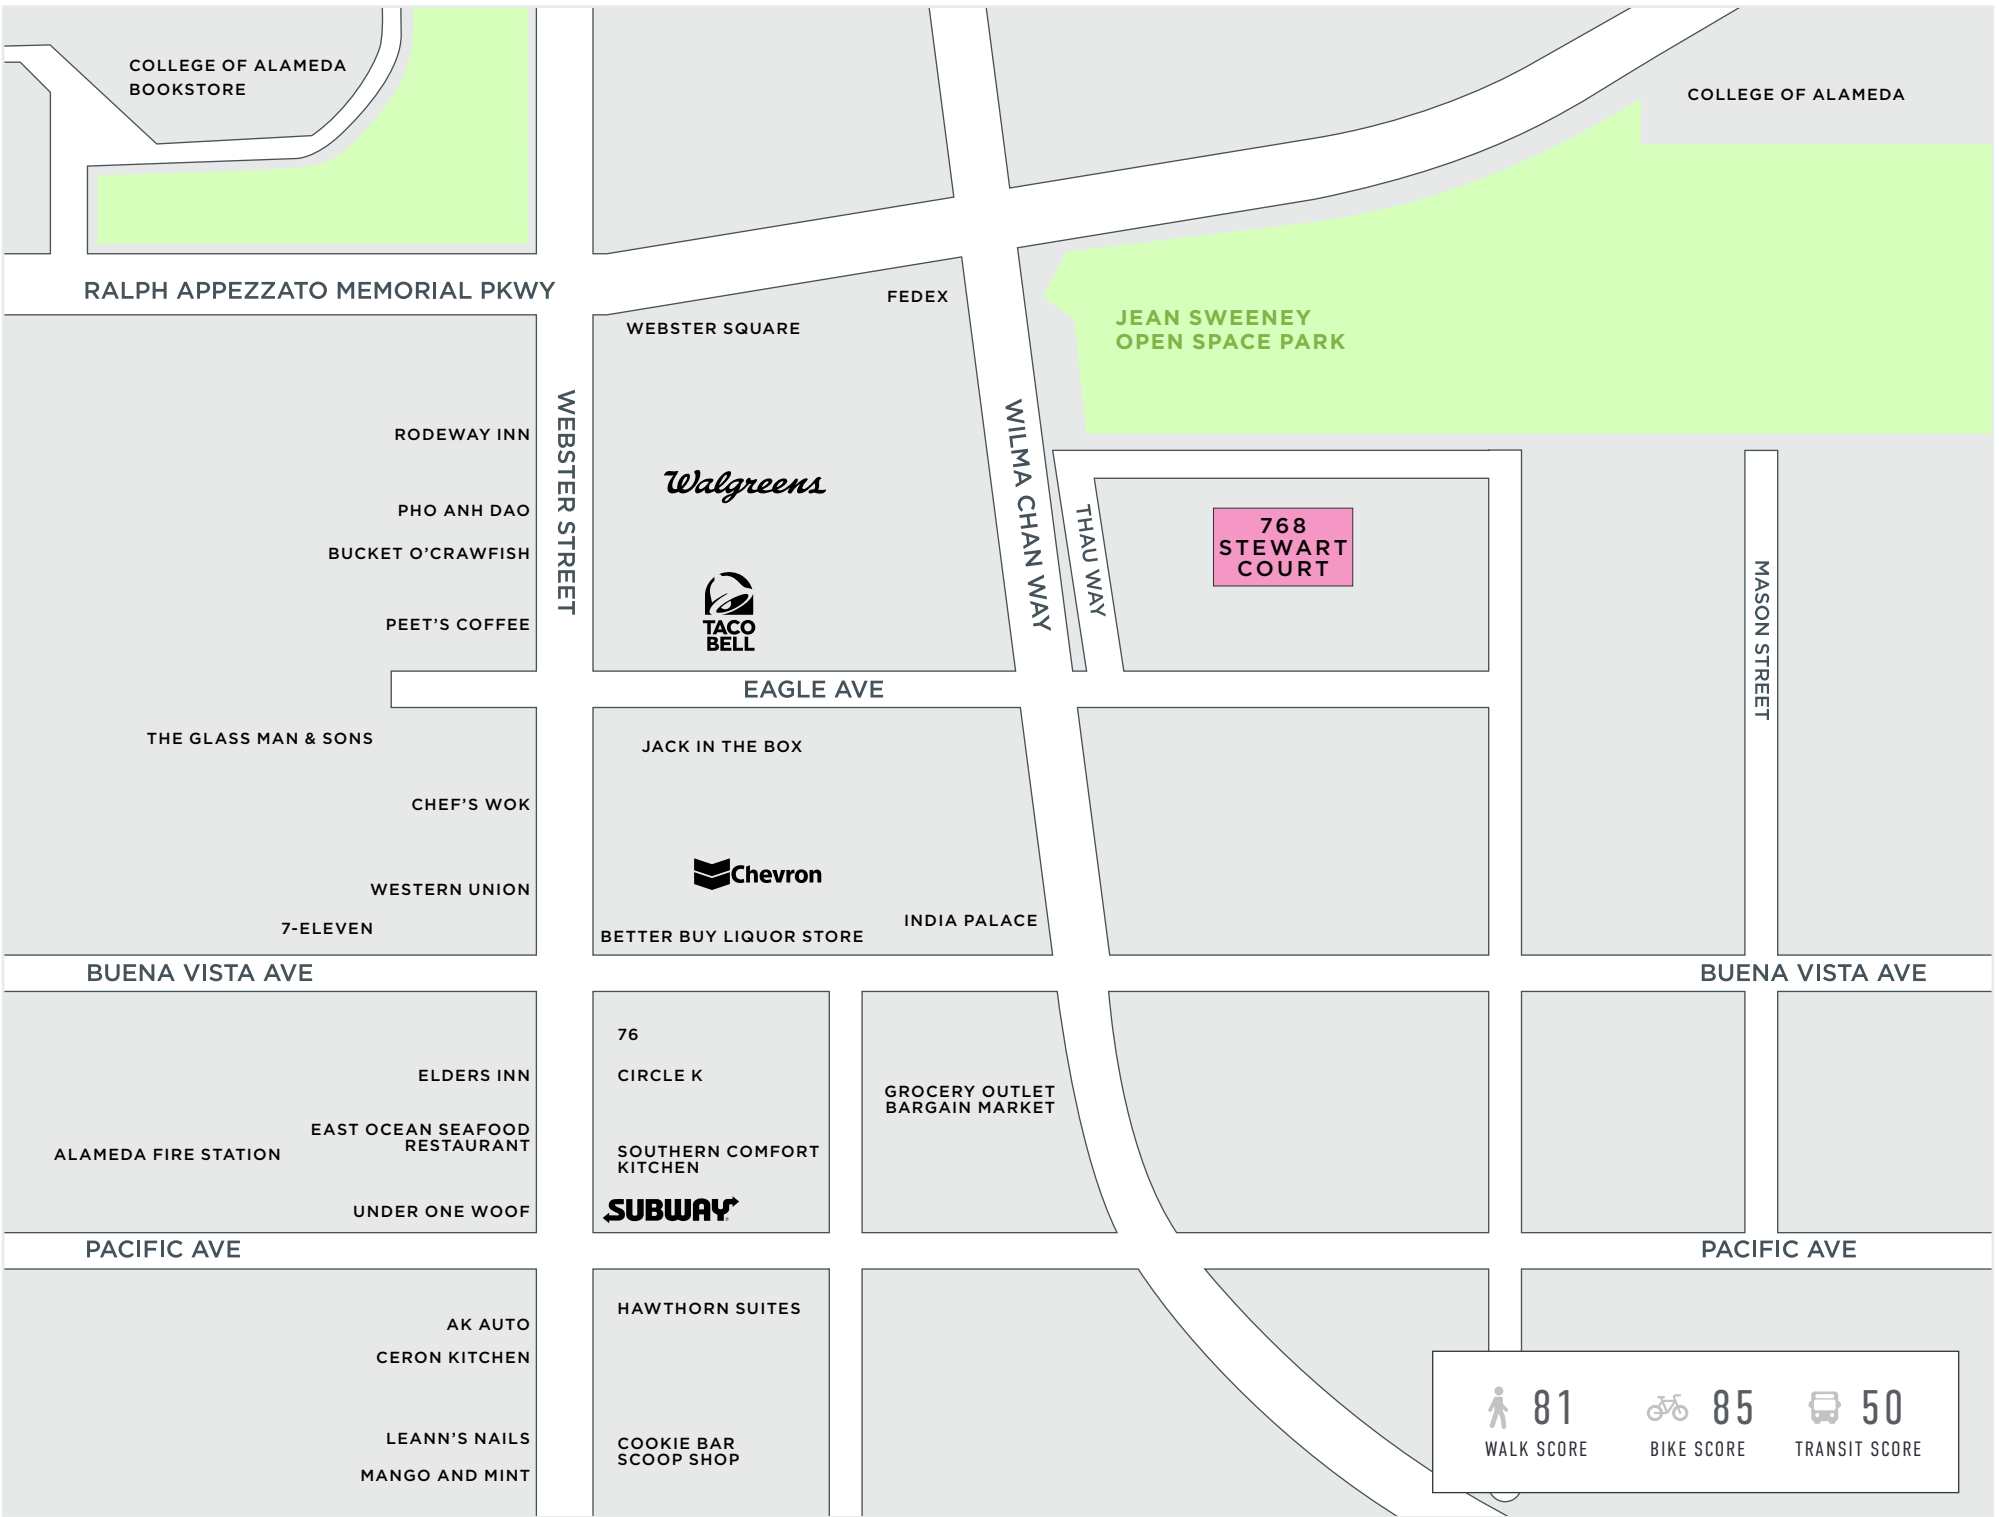 COLLEGE OF ALAMEDA
BOOKSTORE
COLLEGE OF ALAMEDA
RALPH APPEZZATO MEMORIAL PKWY
FEDEX
WEBSTER SQUARE
JEAN SWEENEY
OPEN SPACE PARK
RODEWAY INN
WEBSTER STREET
Walgreens
WILMA CHAN WAY
THAU WAY
768
STEWART
COURT
PHO ANH DAO
BUCKET O'CRAWFISH
MASON STREET
PEET'S COFFEE
TACO
BELL
EAGLE AVE
THE GLASS MAN & SONS
JACK IN THE BOX
CHEF'S WOK
Chevron
WESTERN UNION
7-ELEVEN
BETTER BUY LIQUOR STORE
INDIA PALACE
BUENA VISTA AVE
BUENA VISTA AVE
76
ELDERS INN
CIRCLE K
GROCERY OUTLET
BARGAIN MARKET
EAST OCEAN SEAFOOD
RESTAURANT
ALAMEDA FIRE STATION
SOUTHERN COMFORT
KITCHEN
UNDER ONE WOOF
SUBWAY
PACIFIC AVE
PACIFIC AVE
HAWTHORN SUITES
AK AUTO
CERON KITCHEN
LEANN'S NAILS
MANGO AND MINT
COOKIE BAR
SCOOP SHOP
81
WALK SCORE
85
BIKE SCORE
50
TRANSIT SCORE